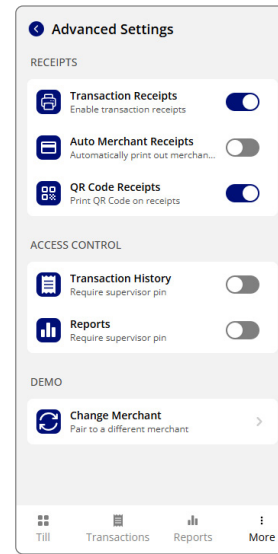 Advanced Settings
RECEIPTS
Transaction Receipts
Enable transaction receipts
Auto Merchant Receipts
Automatically print out merchan...
QR Code Receipts
Print QR Code on receipts
ACCESS CONTROL
Transaction History
Require supervisor pin
Reports
Require supervisor pin
DEMO
Change Merchant
Pair to a different merchant
Till Transactions Reports More